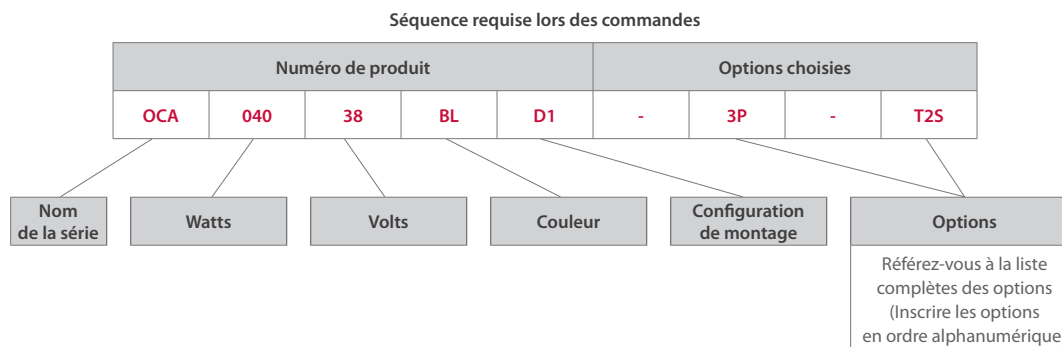 Séquence requise lors des commandes
Numéro de produit Options choisies
OCA 040 38 BL D1 - 3P - T2S
Nom de la série Watts Volts Couleur Configuration de montage Options
Référez-vous à la liste
complètes des options
(Inscrire les options
en ordre alphanumérique